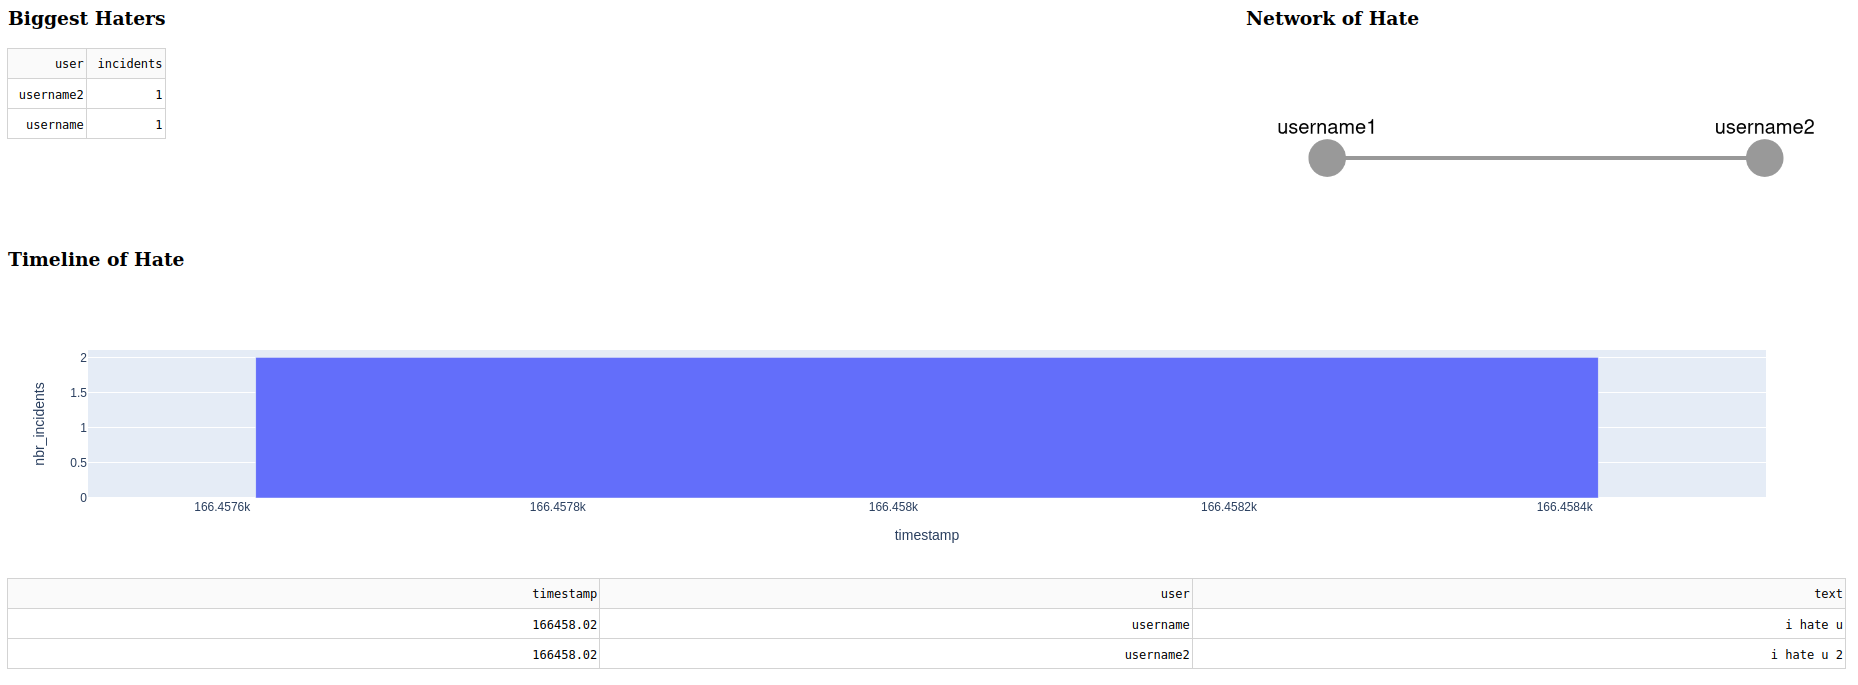 Biggest Haters
user incidents
username2 1
username 1
Network of Hate
username1 username2
Timeline of Hate
nbr_incidents
2
1.5
1
0.5
0
166.4576k 166.4578k 166.458k 166.4582k 166.4584k
timestamp
timestamp user text
166458.02 username i hate u
166458.02 username2 i hate u 2